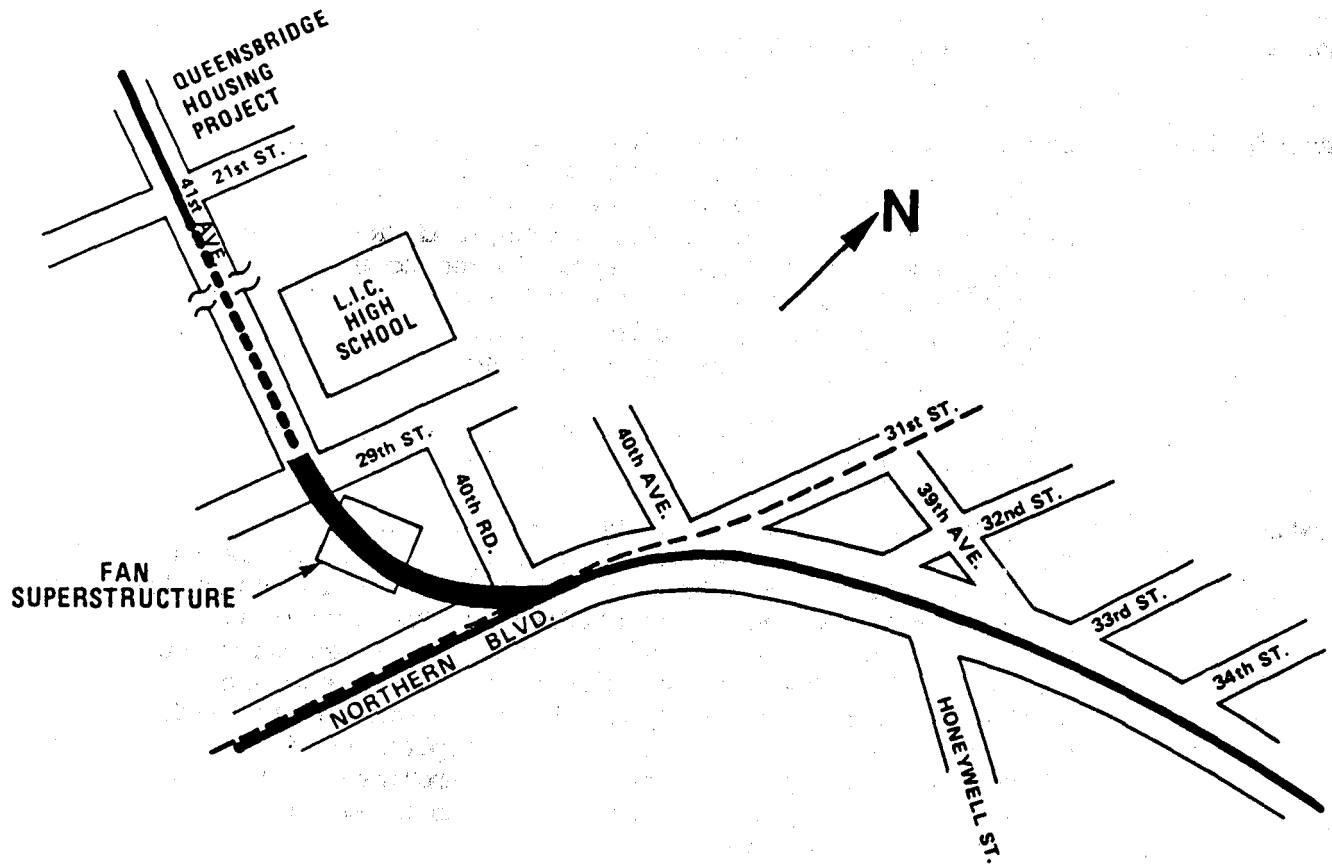 QUEENSBRIDGE
HOUSING
PROJECT
21st ST.
41st AVE
N
L.I.C.
HIGH
SCHOOL
29th ST.
40th RD.
40th AVE.
31st ST.
39th AVE.
32nd ST.
33rd ST.
34th ST.
FAN
SUPERSTRUCTURE
NORTHERN BLVD.
HONEYWELL ST.